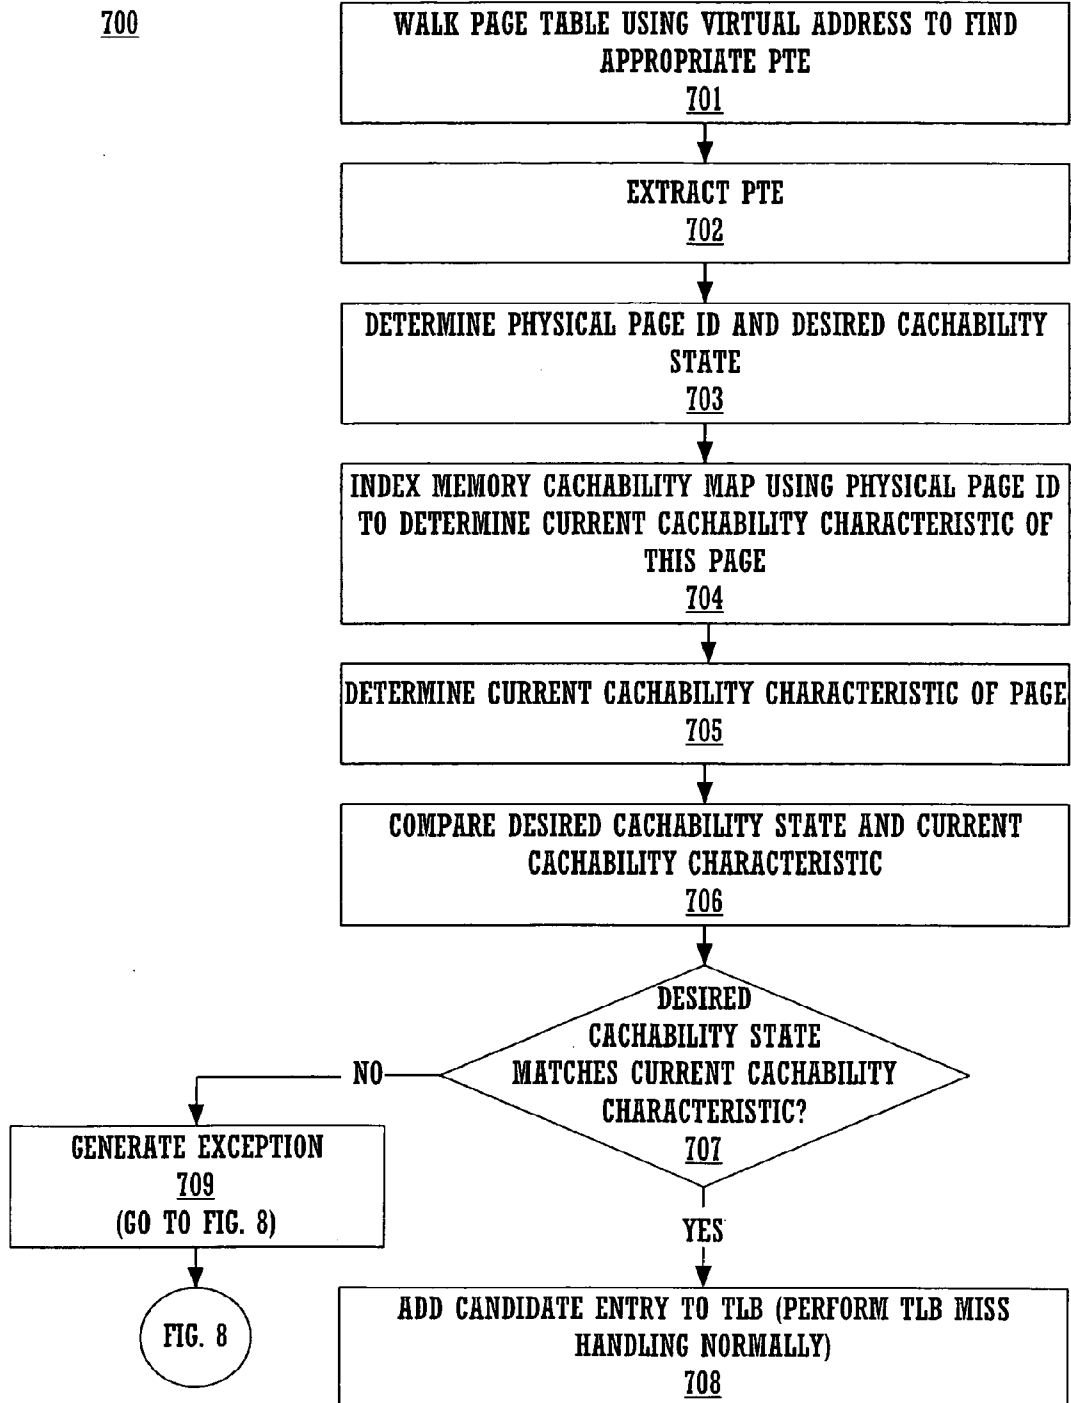 700
WALK PAGE TABLE USING VIRTUAL ADDRESS TO FIND
APPROPRIATE PTE
701
EXTRACT PTE
702
DETERMINE PHYSICAL PAGE ID AND DESIRED CACHABILITY
STATE
703
INDEX MEMORY CACHABILITY MAP USING PHYSICAL PAGE ID
TO DETERMINE CURRENT CACHABILITY CHARACTERISTIC OF
THIS PAGE
704
DETERMINE CURRENT CACHABILITY CHARACTERISTIC OF PAGE
705
COMPARE DESIRED CACHABILITY STATE AND CURRENT
CACHABILITY CHARACTERISTIC
706
DESIRED
CACHABILITY STATE
MATCHES CURRENT CACHABILITY
CHARACTERISTIC?
707
NO
GENERATE EXCEPTION
709
(GO TO FIG. 8)
FIG. 8
YES
ADD CANDIDATE ENTRY TO TLB (PERFORM TLB MISS
HANDLING NORMALLY)
708